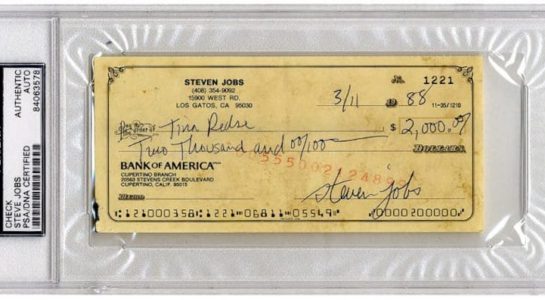 CHECK
STEVE JOBS
PSA/DNA CERTIFIED
AUTHENTIC
AUTO
84063578
STEVEN JOBS
(408) 354-9092
15900 WEST RD.
LOS GATOS, CA 95030
No. 1221
3/11 19 88
11-35/1210
Pay to the order of Tina Redse $ 2,000.00
Two Thousand and 00/100 DOLLARS
BANK OF AMERICA
CUPERTINO BRANCH
20563 STEVENS CREEK BOULEVARD
CUPERTINO, CALIF. 95015
MEMO
steven jobs